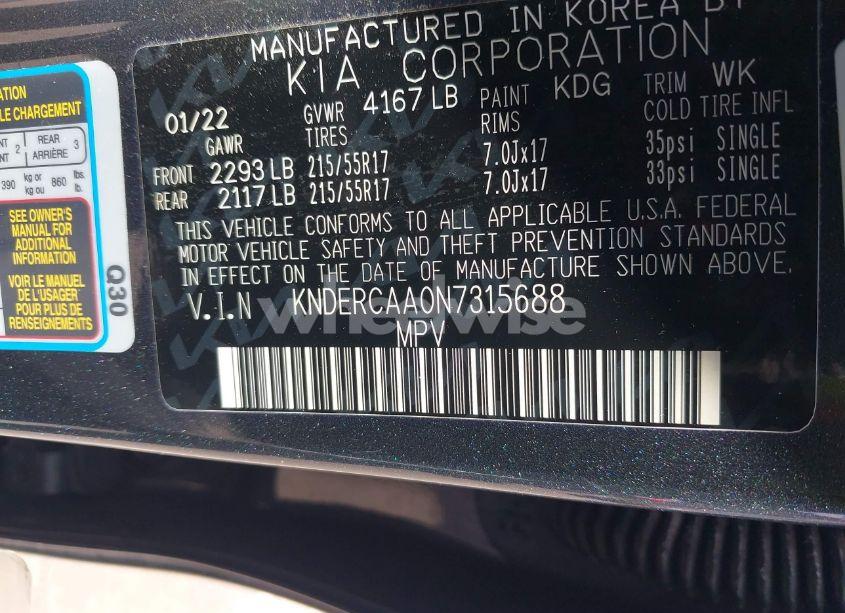 MANUFACTURED IN KOREA BY
KIA CORPORATION
01/22 GVWR 4167 LB PAINT KDG TRIM WK
GAWR TIRES RIMS COLD TIRE INFL
FRONT 2293 LB 215/55R17 7.0Jx17 35psi SINGLE
REAR 2117 LB 215/55R17 7.0Jx17 33psi SINGLE
THIS VEHICLE CONFORMS TO ALL APPLICABLE U.S.A. FEDERAL
MOTOR VEHICLE SAFETY AND THEFT PREVENTION STANDARDS
IN EFFECT ON THE DATE OF MANUFACTURE SHOWN ABOVE.
V.I.N KNDERCAA0N7315688
MPV
wheelwise
CHARGEMENT
2 REAR 3
ARRIÈRE
390 kg or 860 lbs.
kg ou lb.
SEE OWNER'S
MANUAL FOR
ADDITIONAL
INFORMATION
VOIR LE MANUEL
DE L'USAGER
POUR PLUS DE
RENSEIGNEMENTS
Q30